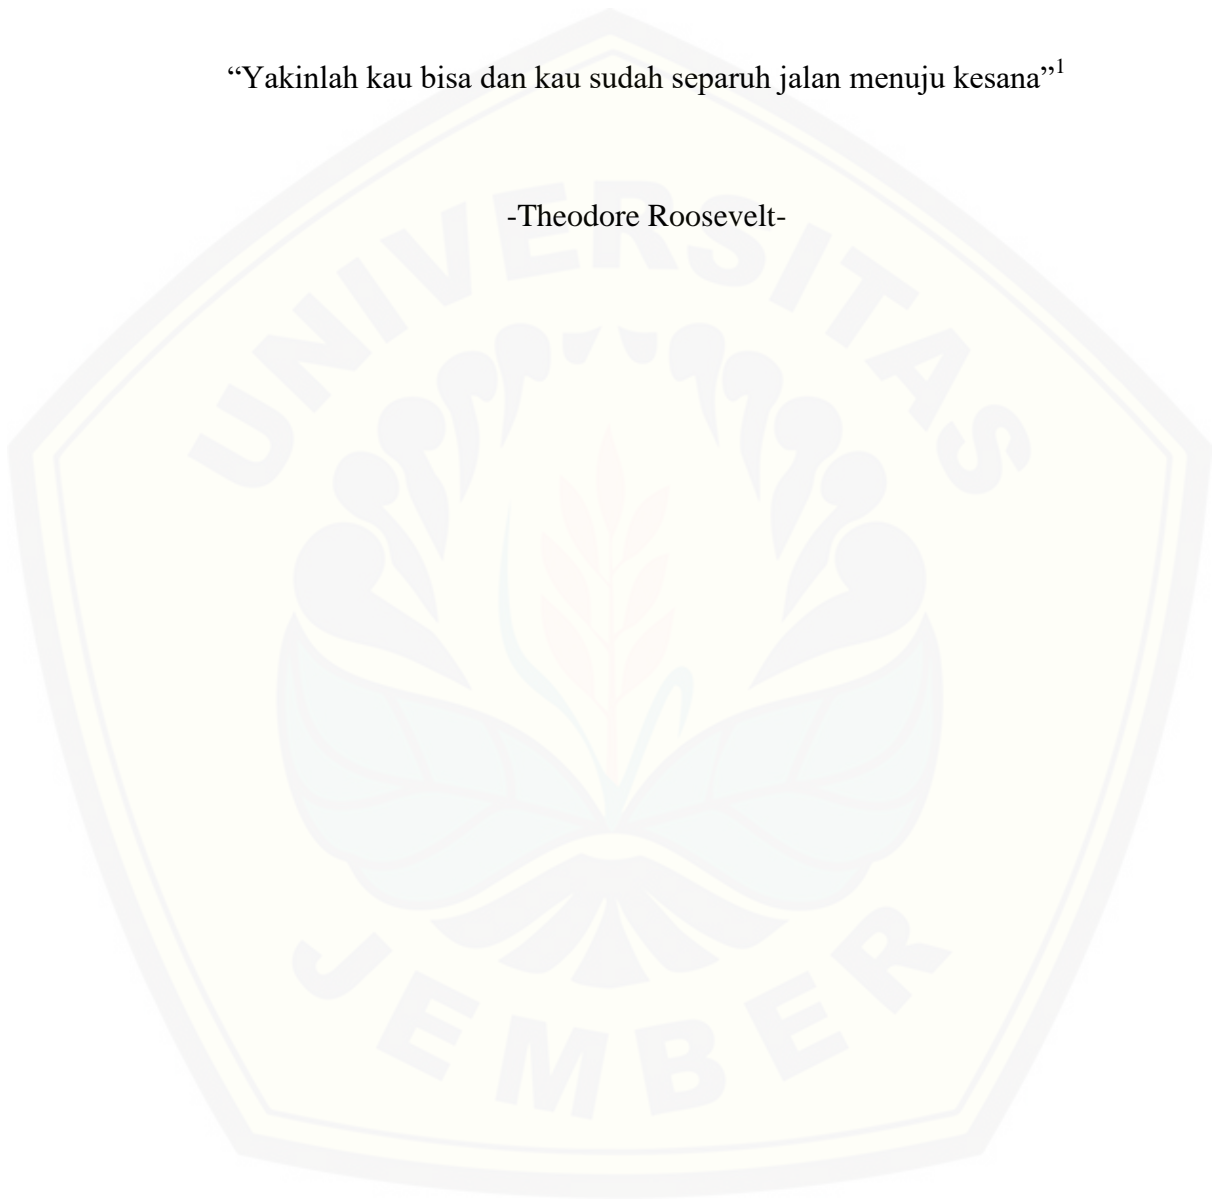 “Yakinlah kau bisa dan kau sudah separuh jalan menuju kesana”¹
-Theodore Roosevelt-
UNIVERSITAS
JEMBER